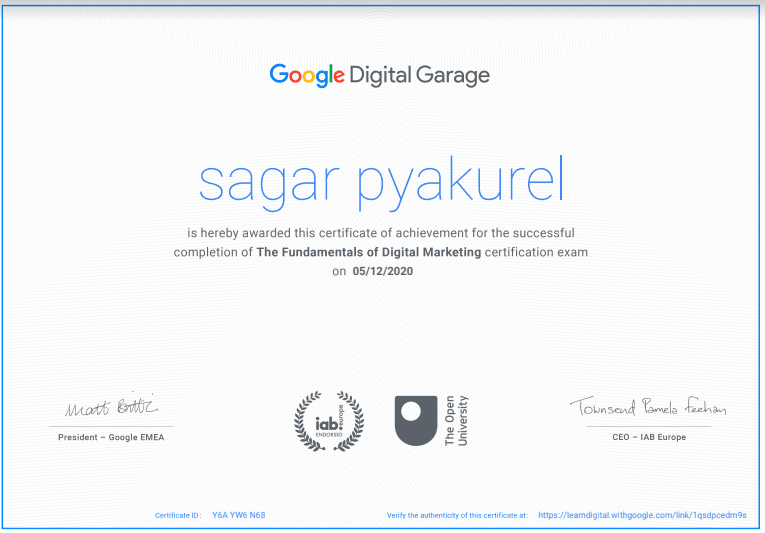 Google Digital Garage
sagar pyakurel
is hereby awarded this certificate of achievement for the successful
completion of The Fundamentals of Digital Marketing certification exam
on 05/12/2020
Matt Brittin
Townsend Pamela Feehan
President – Google EMEA
iab: europe
ENDORSED
The Open
University
CEO – IAB Europe
Certificate ID : Y6A YW6 N68
Verify the authenticity of this certificate at : https://learndigital.withgoogle.com/link/1qsdpcedm9s